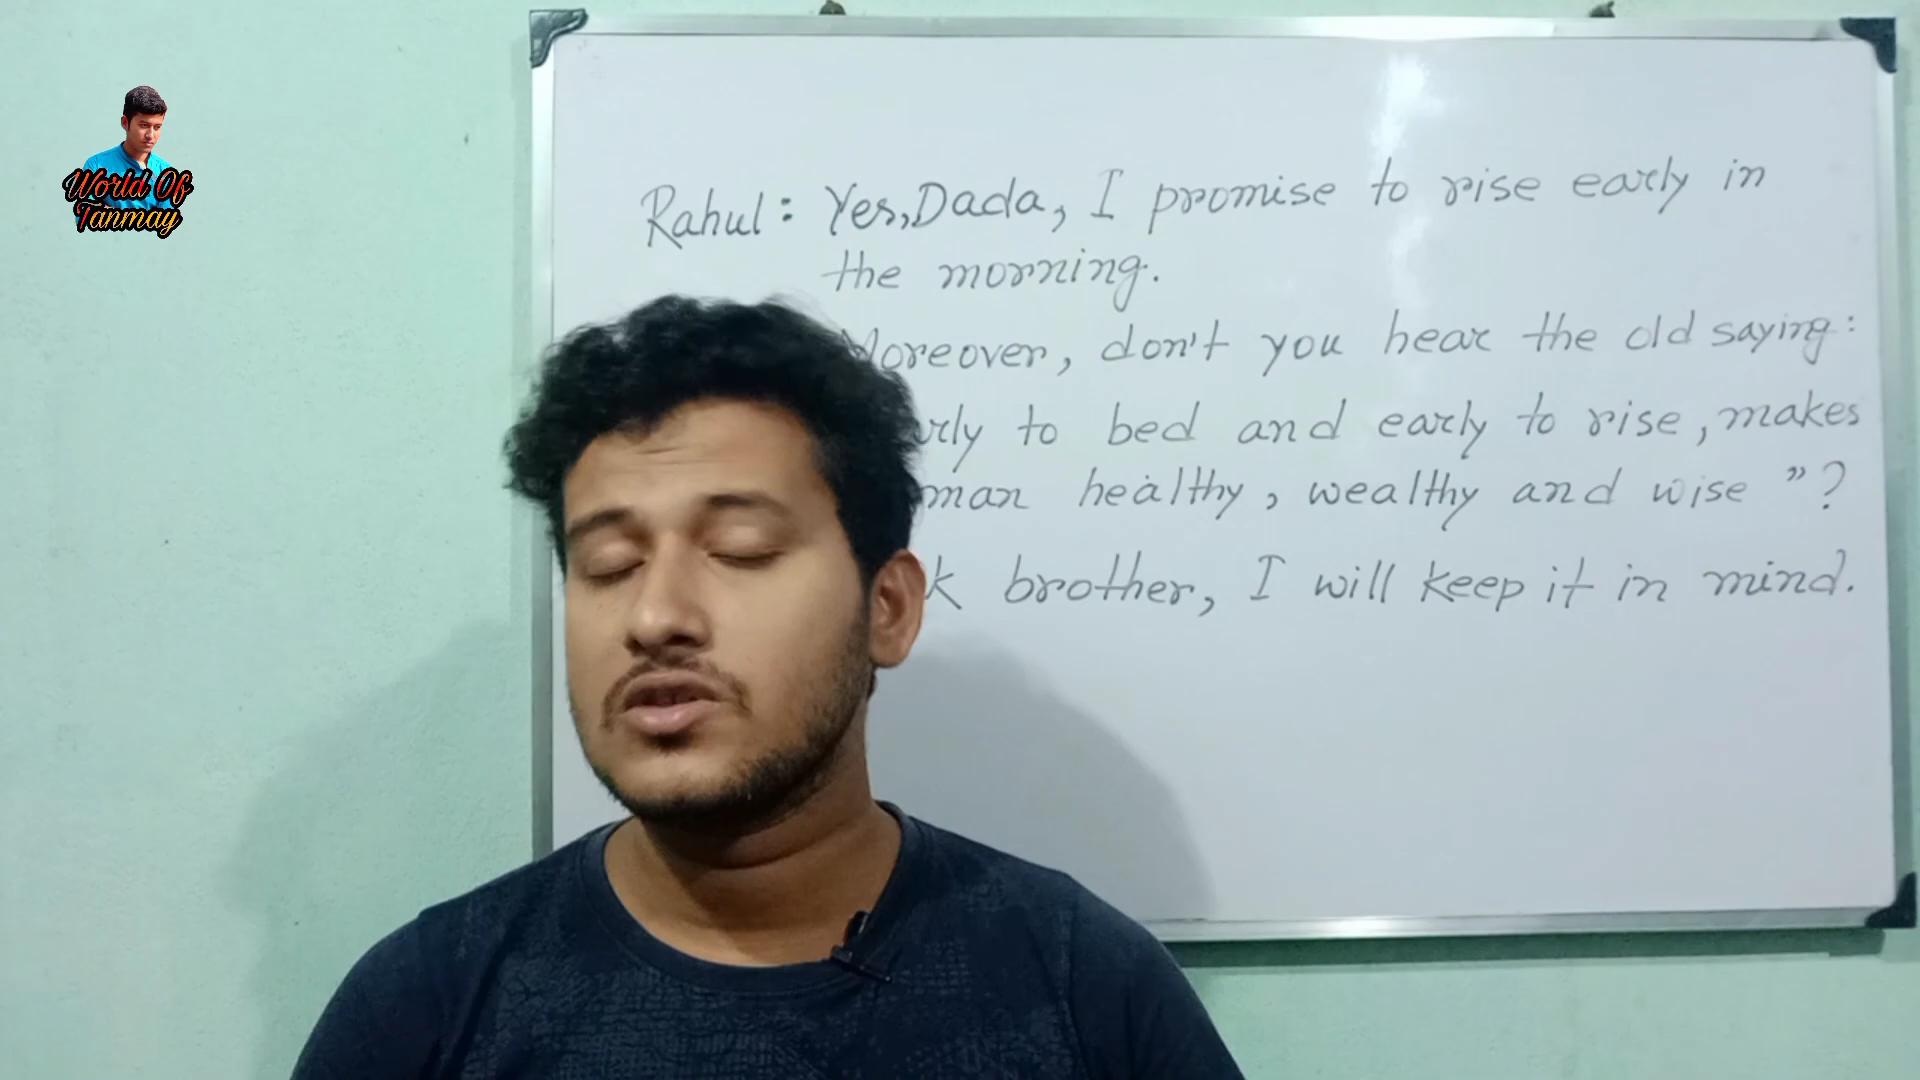 World Of
Tanmay
Rahul: Yes, Dada, I promise to rise early in
the morning.
Moreover, don't you hear the old saying:
to bed and early to rise, makes
man healthy, wealthy and wise"?
brother, I will keep it in mind.